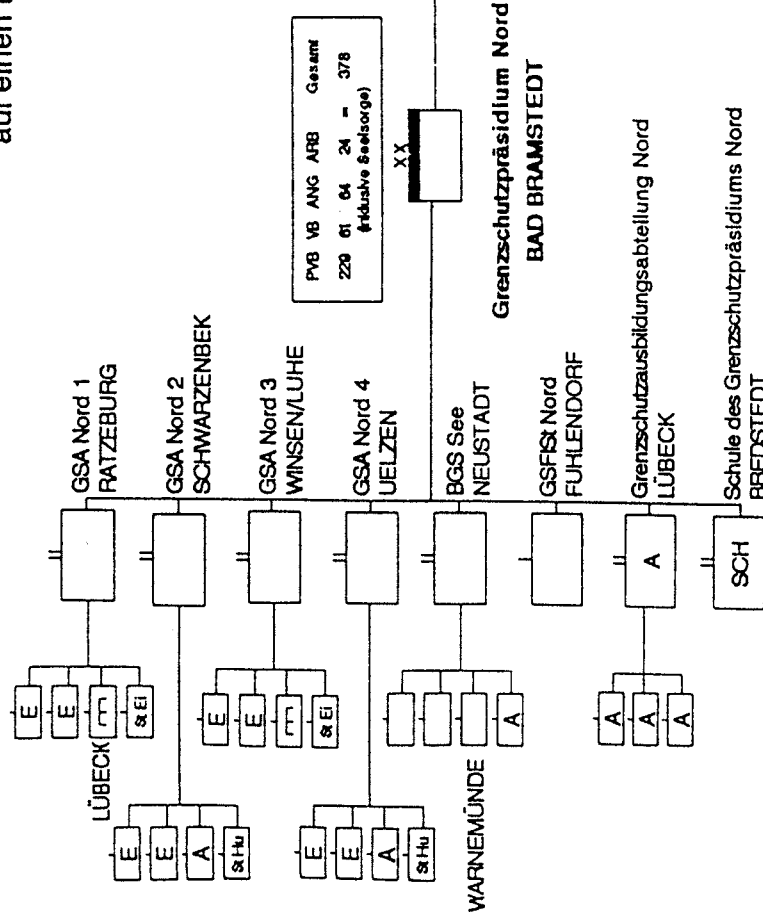 auf einen
PVB VB ANG ARB Gesamt
229 61 64 24 = 378
(inklusive Seelsorge)
XX
Grenzschutzpräsidium Nord
BAD BRAMSTEDT
GSA Nord 1
RATZEBURG
GSA Nord 2
SCHWARZENBEK
GSA Nord 3
WINSEN/LUHE
GSA Nord 4
UELZEN
BGS See
NEUSTADT
GSFlSt Nord
FUHLENDORF
Grenzschutzausbildungsabteilung Nord
LÜBECK
A
Schule des Grenzschutzpräsidiums Nord
BREDSTEDT
SCH
E
E
St Ei
LÜBECK
E
E
A
St Hu
E
E
St Ei
E
E
A
St Hu
A
WARNEMÜNDE
A
A
A